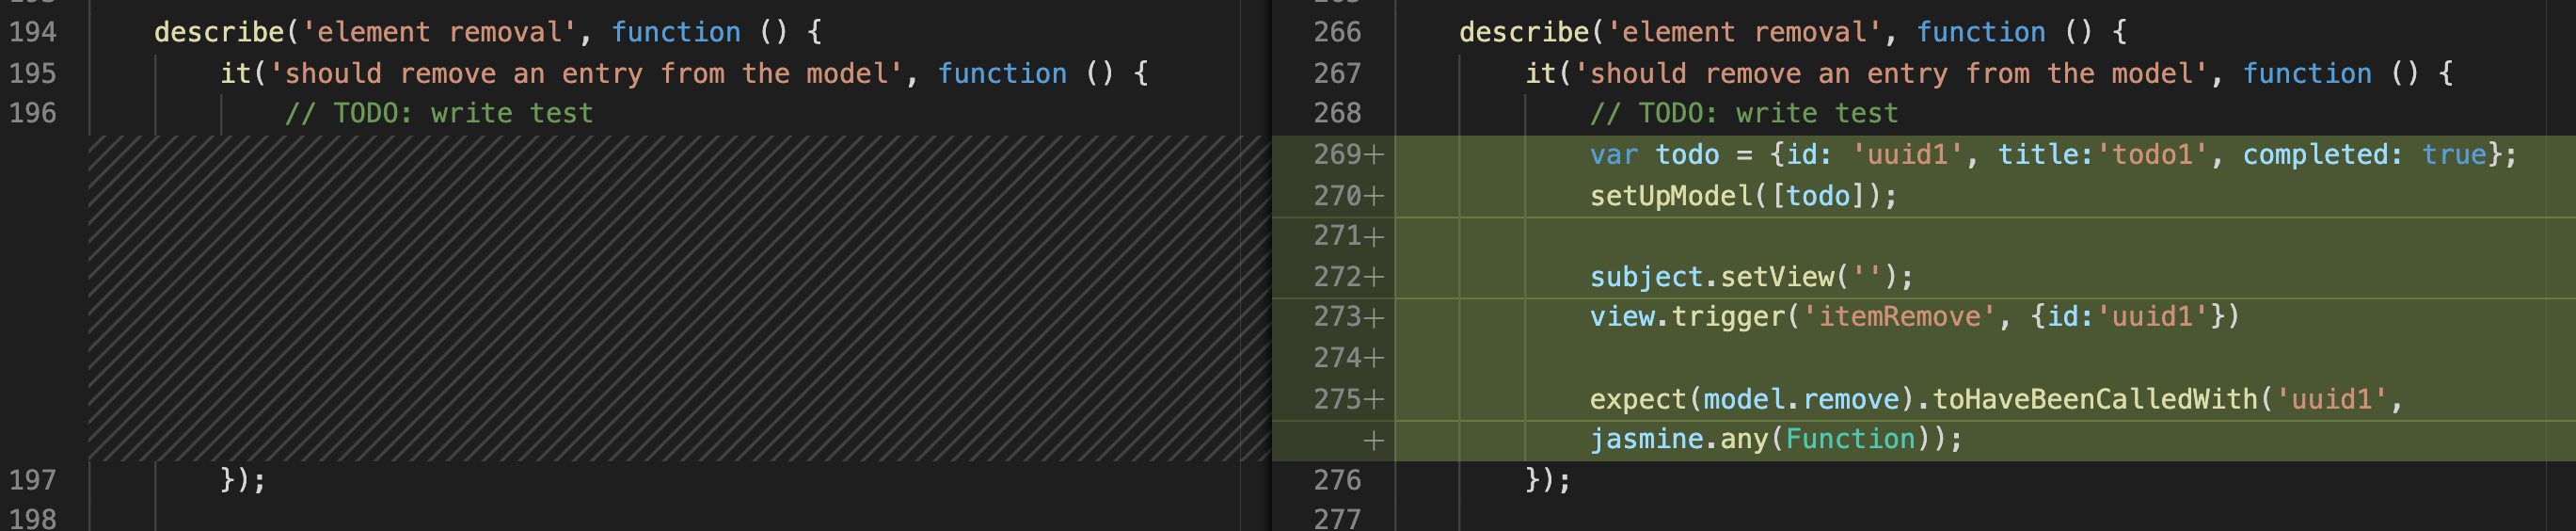 194 describe('element removal', function () {
195 it('should remove an entry from the model', function () {
196 // TODO: write test
197 });
198
266 describe('element removal', function () {
267 it('should remove an entry from the model', function () {
268 // TODO: write test
269+ var todo = {id: 'uuid1', title:'todo1', completed: true};
270+ setUpModel([todo]);
271+
272+ subject.setView('');
273+ view.trigger('itemRemove', {id:'uuid1'})
274+
275+ expect(model.remove).toHaveBeenCalledWith('uuid1',
+ jasmine.any(Function));
276 });
277